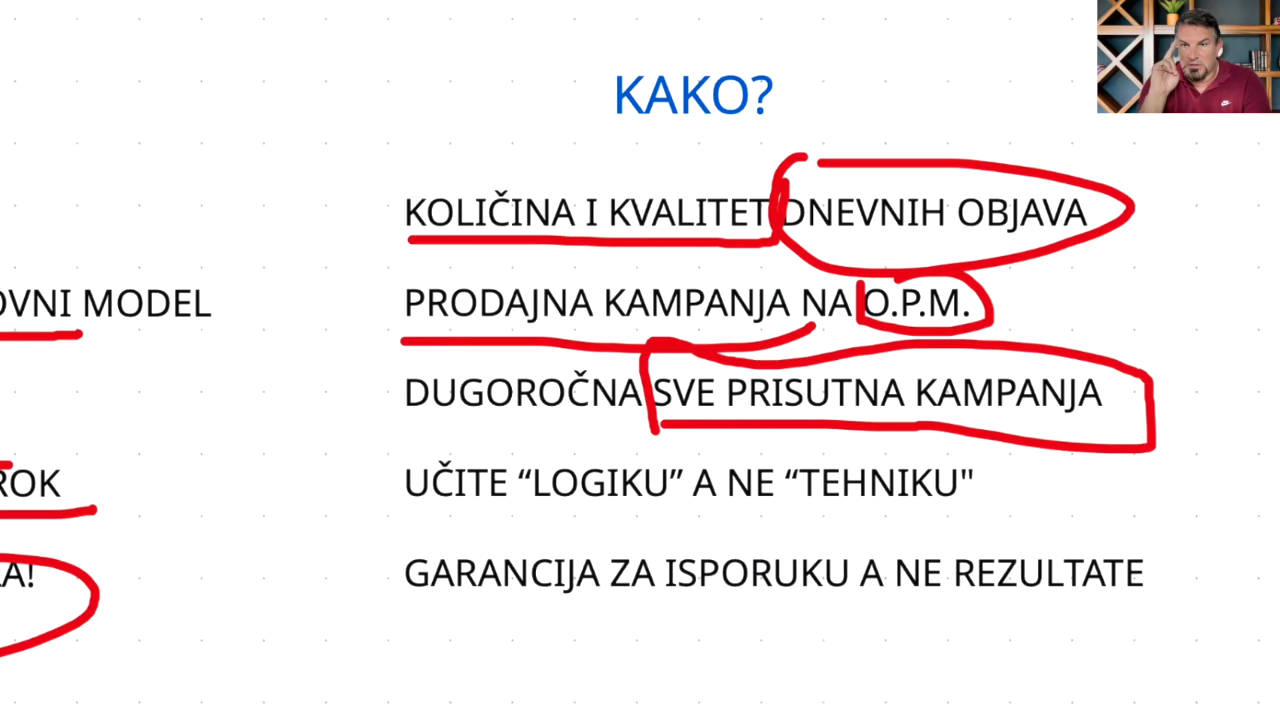 KAKO?
KOLIČINA I KVALITET DNEVNIH OBJAVA
OVNI MODEL
PRODAJNA KAMPANJA NA O.P.M.
DUGOROČNA SVE PRISUTNA KAMPANJA
ROK
UČITE “LOGIKU” A NE “TEHNIKU"
A!
GARANCIJA ZA ISPORUKU A NE REZULTATE